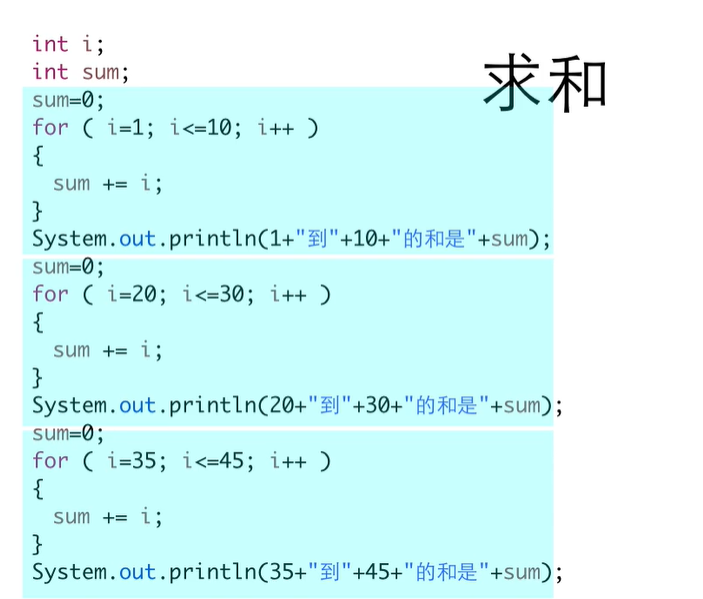 求和
int i;
int sum;
sum=0;
for ( i=1; i<=10; i++ )
{
  sum += i;
}
System.out.println(1+"到"+10+"的和是"+sum);
sum=0;
for ( i=20; i<=30; i++ )
{
  sum += i;
}
System.out.println(20+"到"+30+"的和是"+sum);
sum=0;
for ( i=35; i<=45; i++ )
{
  sum += i;
}
System.out.println(35+"到"+45+"的和是"+sum);